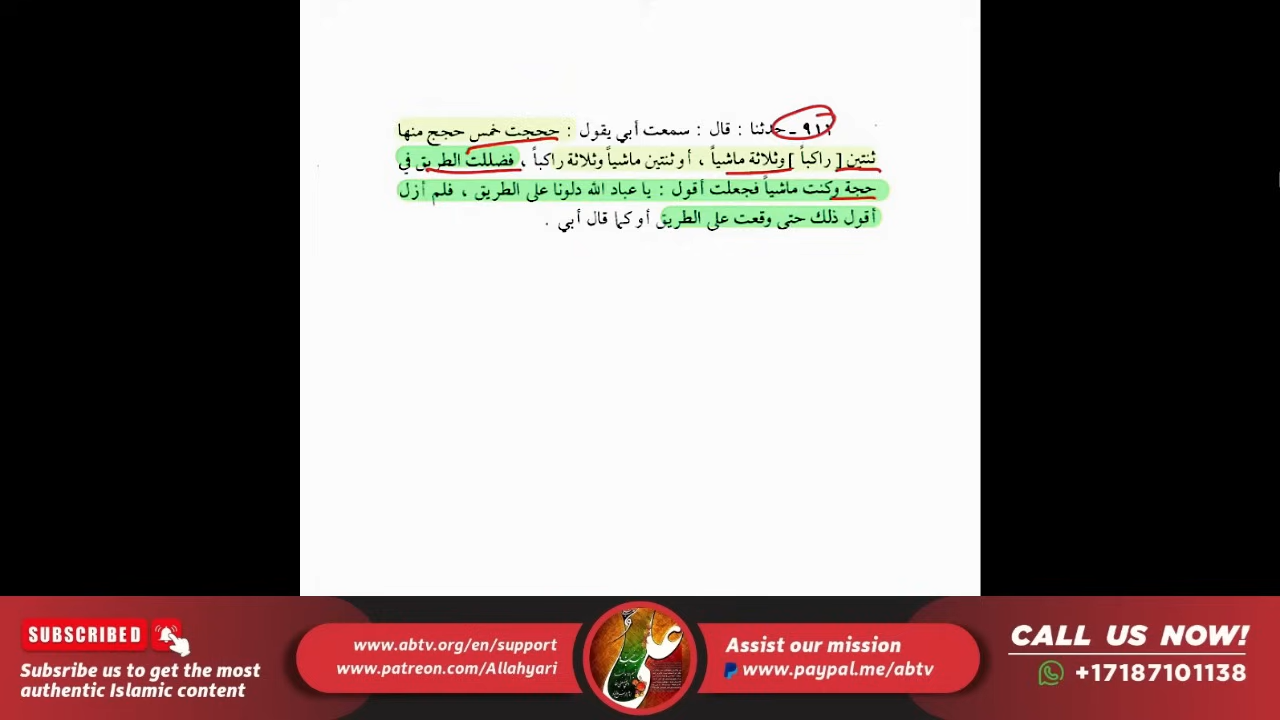 ٩١٢ - حدثنا : قال : سمعت أبي يقول : حججت خمس حجج منها
ثنتين [ راكباً ] وثلاثة ماشياً ، أو ثنتين ماشياً وثلاثة راكباً ، فضللت الطريق في
حجة وكنت ماشياً فجعلت أقول : يا عباد الله دلونا على الطريق ، فلم أزل
أقول ذلك حتى وقعت على الطريق أو كما قال أبي .
SUBSCRIBED
Subsribe us to get the most
authentic Islamic content
www.abtv.org/en/support
www.patreon.com/Allahyari
Assist our mission
www.paypal.me/abtv
CALL US NOW!
+17187101138